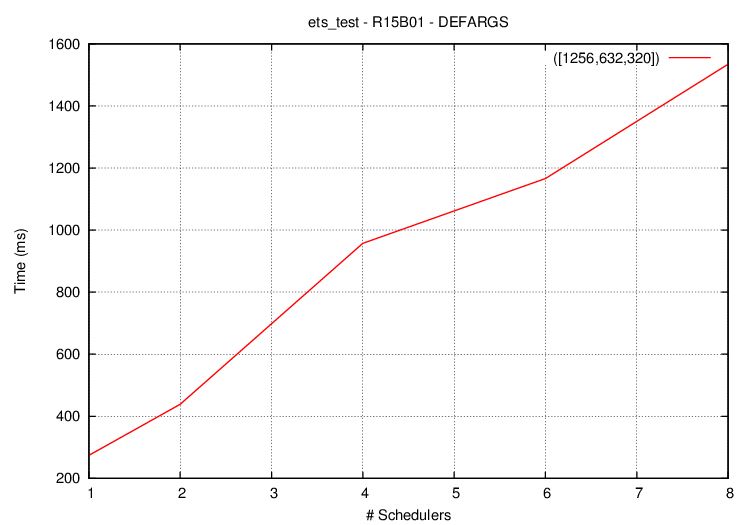 ets_test - R15B01 - DEFARGS
([1256,632,320])
1600
1400
1200
1000
800
600
400
200
Time (ms)
1 2 3 4 5 6 7 8
# Schedulers